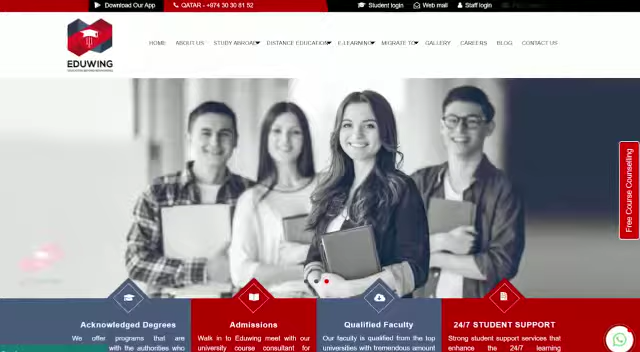 Download Our App
QATAR - +974 30 30 81 52
Student login
Web mail
Staff login
EDUWING
HOME
ABOUT US
STUDY ABROAD
DISTANCE EDUCATION
E-LEARNING
MIGRATE TO
GALLERY
CAREERS
BLOG
CONTACT US
Free Course Counselling
Acknowledged Degrees
We offer programs that are
with the authorities who
Admissions
Walk in to Eduwing meet with our
university course consultant for
Qualified Faculty
Our faculty is qualified from the top
universities with tremendous amount
24/7 STUDENT SUPPORT
Strong student support services that
enhance the 24/7 learning